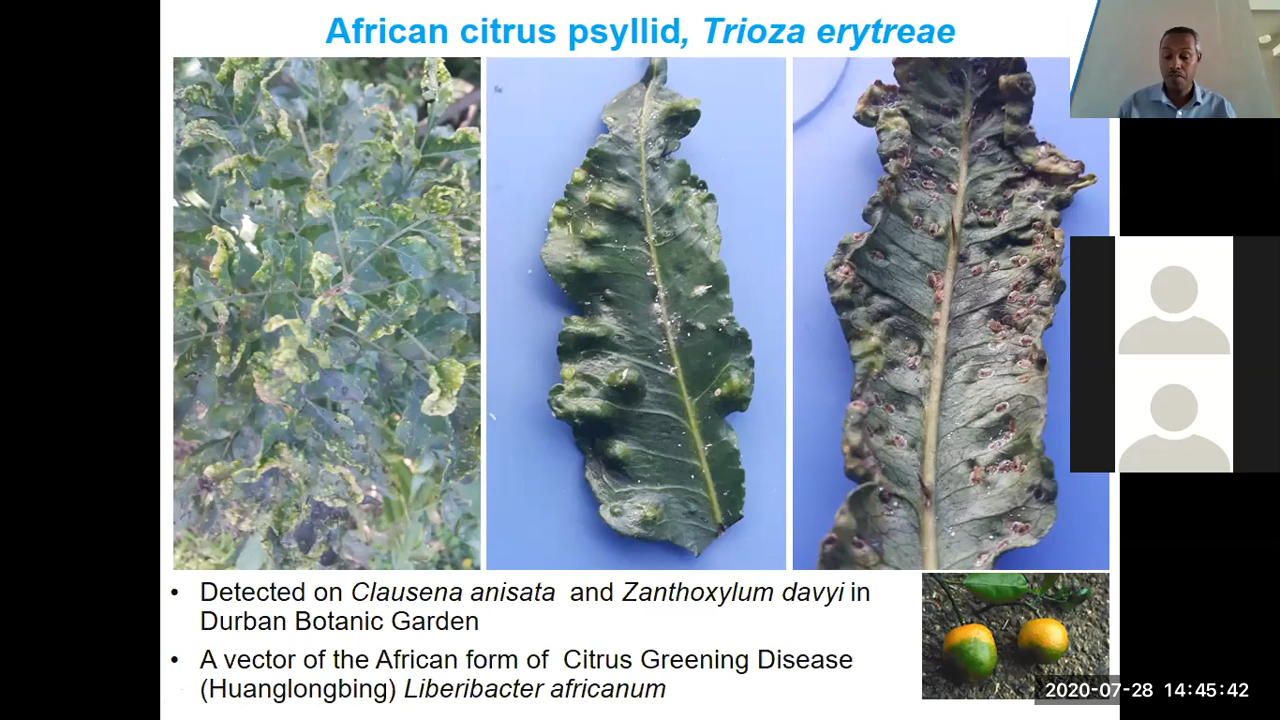 African citrus psyllid, Trioza erytreae
• Detected on Clausena anisata and Zanthoxylum davyi in
Durban Botanic Garden
• A vector of the African form of Citrus Greening Disease
(Huanglongbing) Liberibacter africanum
2020-07-28 14:45:42